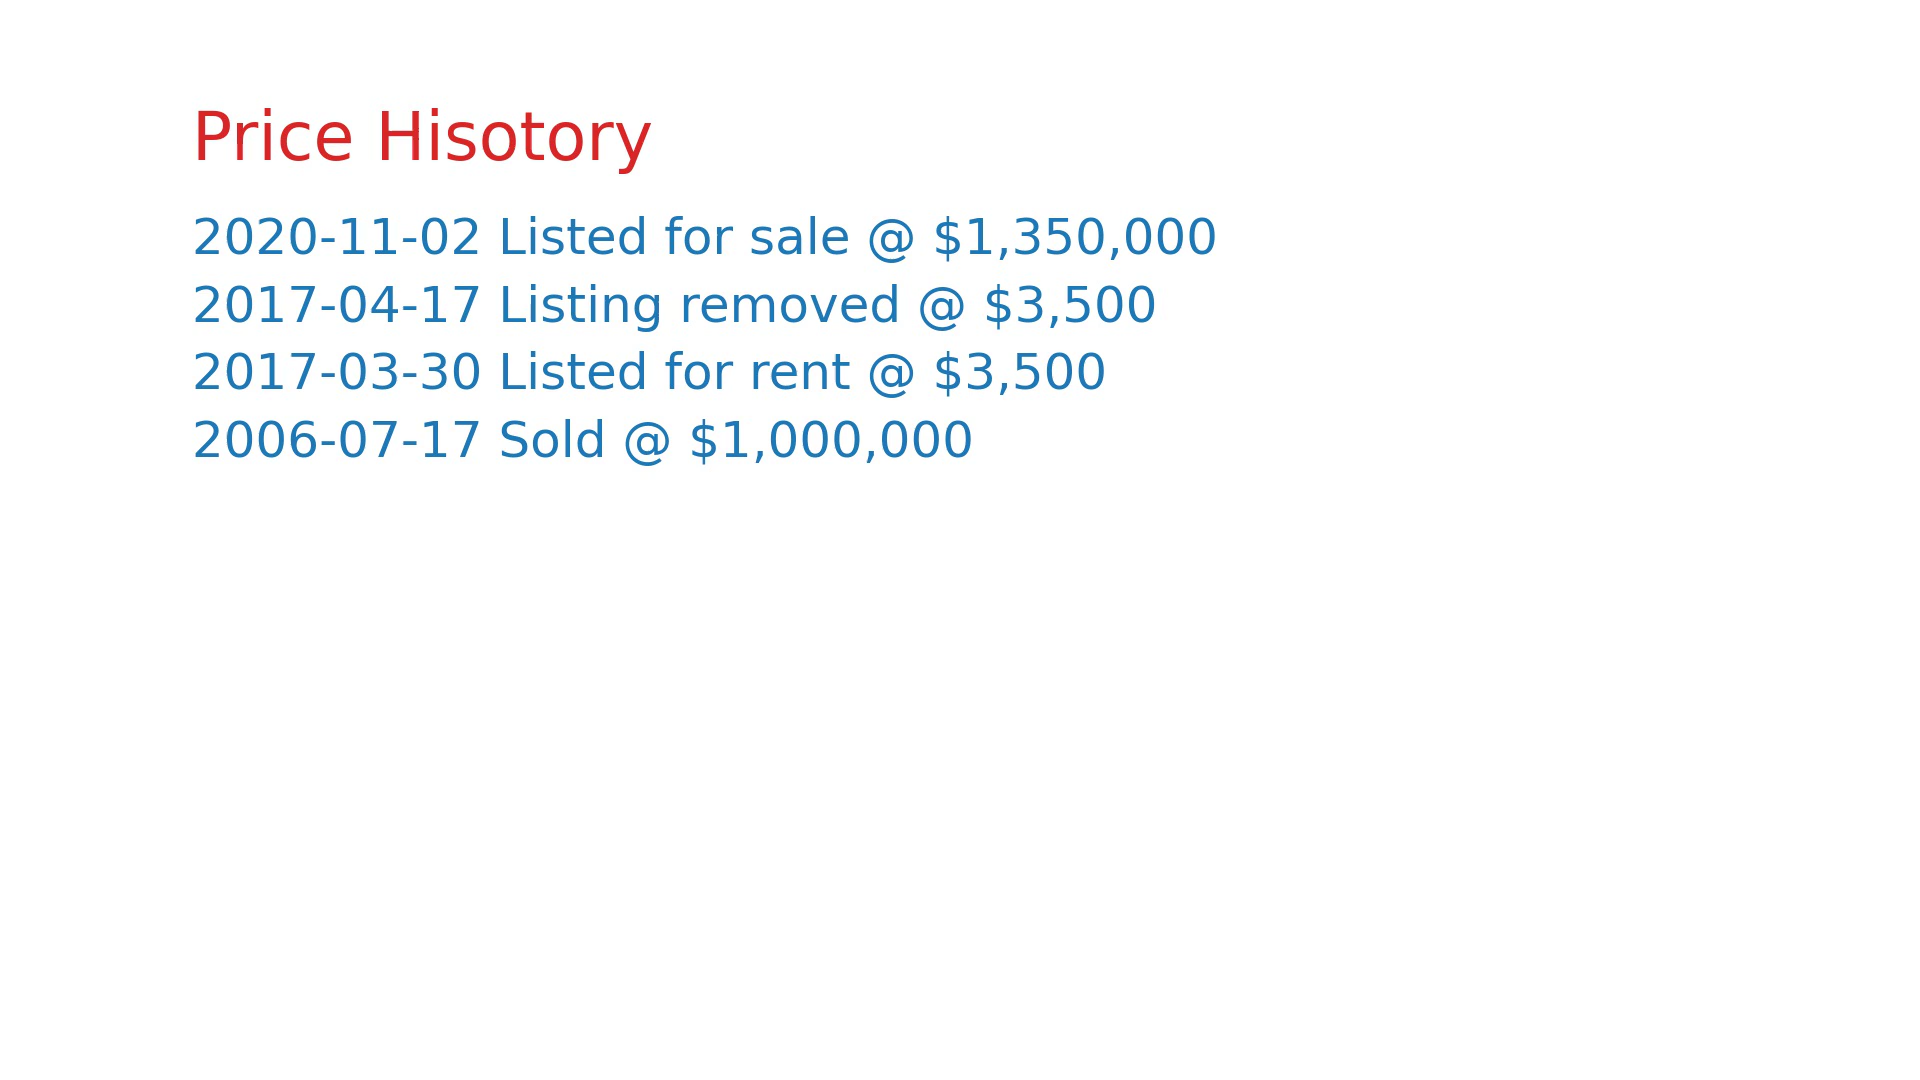 Price Hisotory
2020-11-02 Listed for sale @ $1,350,000
2017-04-17 Listing removed @ $3,500
2017-03-30 Listed for rent @ $3,500
2006-07-17 Sold @ $1,000,000